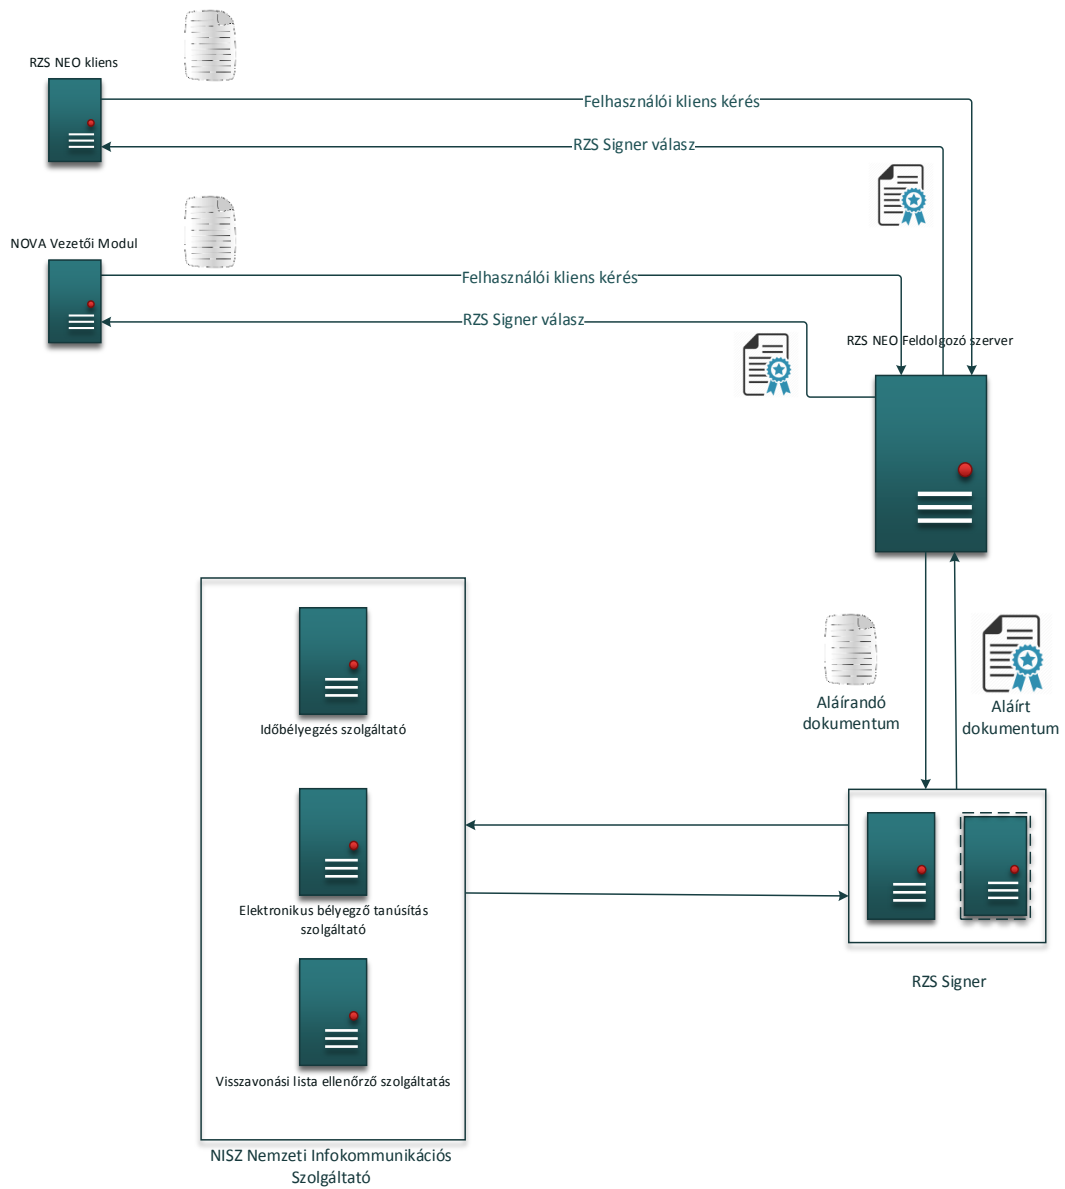 RZS NEO kliens
Felhasználói kliens kérés
RZS Signer válasz
NOVA Vezetői Modul
Felhasználói kliens kérés
RZS Signer válasz
RZS NEO Feldolgozó szerver
Aláírandó
dokumentum
Aláírt
dokumentum
Időbélyegzés szolgáltató
Elektronikus bélyegző tanúsítás
szolgáltató
Visszavonási lista ellenőrző szolgáltatás
RZS Signer
NISZ Nemzeti Infokommunikációs
Szolgáltató